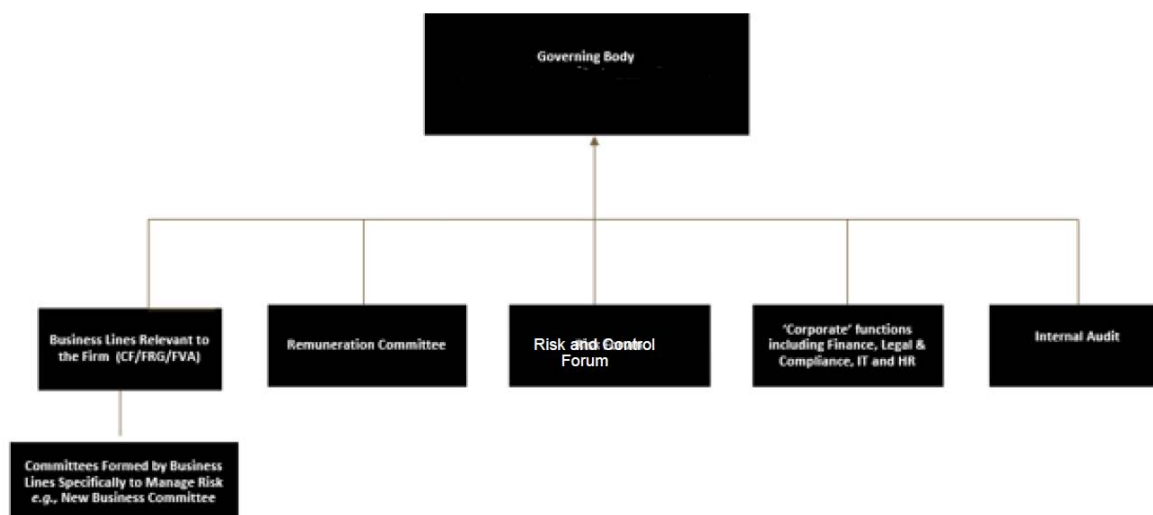 Governing Body
Business Lines Relevant to
the Firm (CF/FRG/FVA)
Remuneration Committee
Risk and Control
Forum
'Corporate' functions
including Finance, Legal &
Compliance, IT and HR
Internal Audit
Committees Formed by Business
Lines Specifically to Manage Risk
e.g., New Business Committee